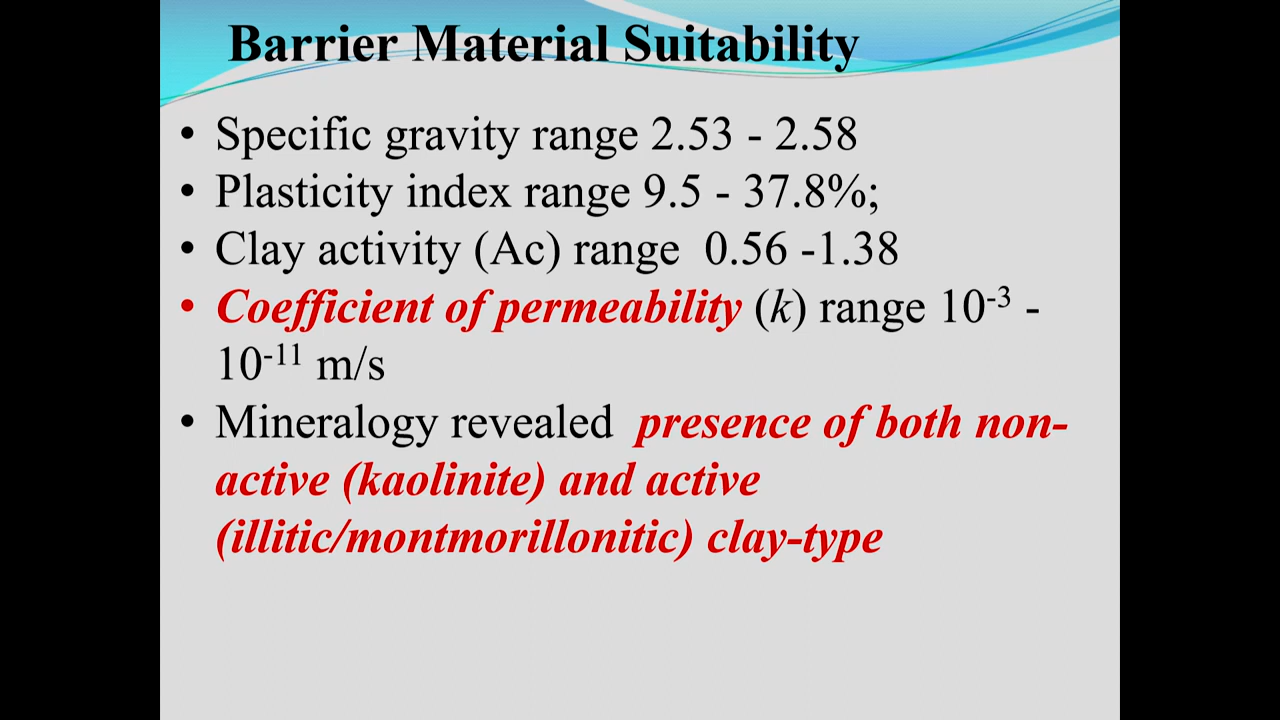 Barrier Material Suitability
• Specific gravity range 2.53 - 2.58
• Plasticity index range 9.5 - 37.8%;
• Clay activity (Ac) range  0.56 -1.38
• Coefficient of permeability (k) range 10⁻³ -
10⁻¹¹ m/s
• Mineralogy revealed  presence of both non-
active (kaolinite) and active
(illitic/montmorillonitic) clay-type